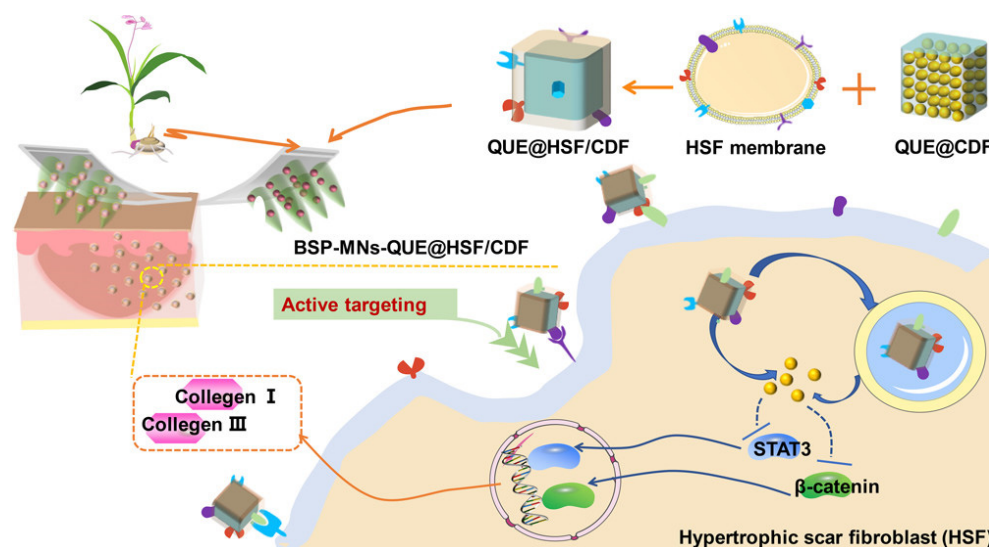 QUE@HSF/CDF
HSF membrane
QUE@CDF
BSP-MNs-QUE@HSF/CDF
Active targeting
Collegen Ⅰ
Collegen Ⅲ
STAT3
β-catenin
Hypertrophic scar fibroblast (HSF)